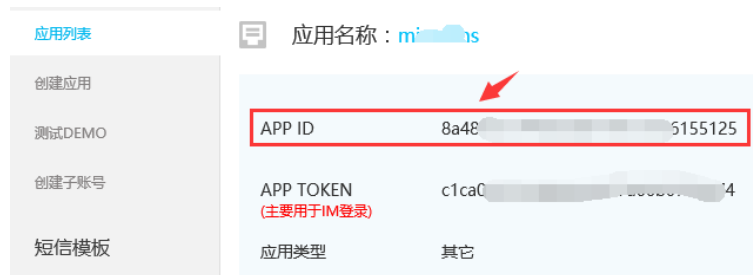 应用列表
创建应用
测试DEMO
创建子账号
短信模板
应用名称：
APP ID 8a48 6155125
APP TOKEN c1ca0
(主要用于IM登录)
应用类型 其它